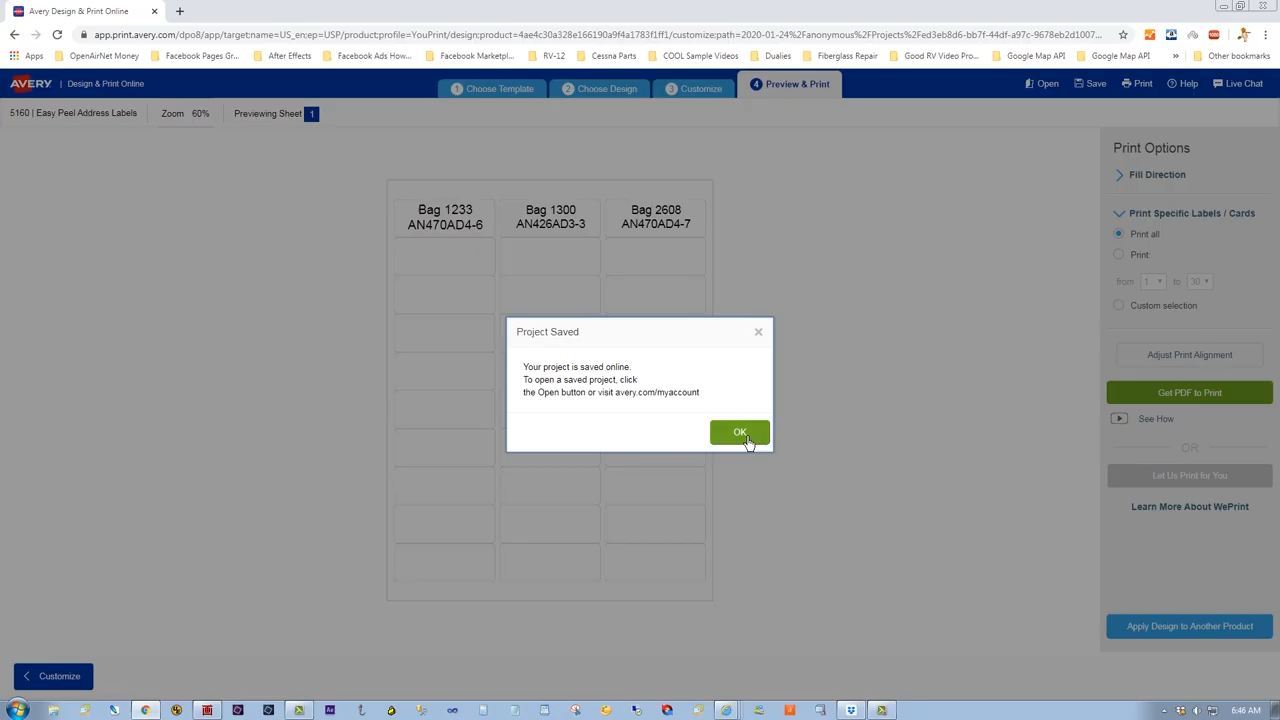 Avery Design & Print Online
app.print.avery.com/dpo8/app/target:name=US_en;ep=USP/product:profile=YouPrint/design:product=4ae4c30a328e166190a9f4a1783f1ff1/customize:path=2020-01-24%2Fanonymous%2FProjects%2Fed3eb8d6-bb7f-44df-a97c-9678eb2d1007...
Apps
OpenAirNet Money
Facebook Pages Gr...
After Effects
Facebook Ads How...
Facebook Marketpl...
RV-12
Cessna Parts
COOL Sample Videos
Dualies
Fiberglass Repair
Good RV Video Pro...
Google Map API
Google Map API
»
Other bookmarks
AVERY
Design & Print Online
1 Choose Template
2 Choose Design
3 Customize
4 Preview & Print
Open
Save
Print
Help
Live Chat
5160 | Easy Peel Address Labels
Zoom 60%
Previewing Sheet 1
Bag 1233
AN470AD4-6
Bag 1300
AN426AD3-3
Bag 2608
AN470AD4-7
Project Saved
Your project is saved online.
To open a saved project, click
the Open button or visit avery.com/myaccount
OK
Print Options
Fill Direction
Print Specific Labels / Cards
Print all
Print:
from 1 to 30
Custom selection
Adjust Print Alignment
Get PDF to Print
See How
OR
Let Us Print for You
Learn More About WePrint
Apply Design to Another Product
Customize
Ae
6:46 AM